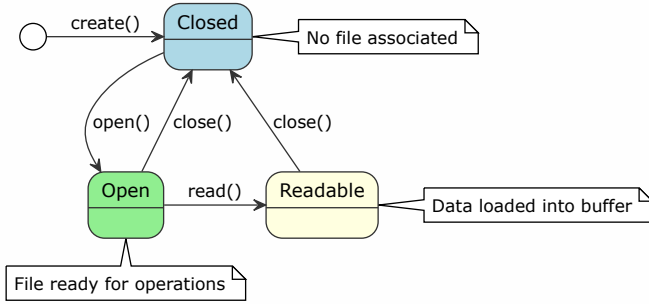 create()
Closed
No file associated
open()
close()
close()
Open
read()
Readable
Data loaded into buffer
File ready for operations